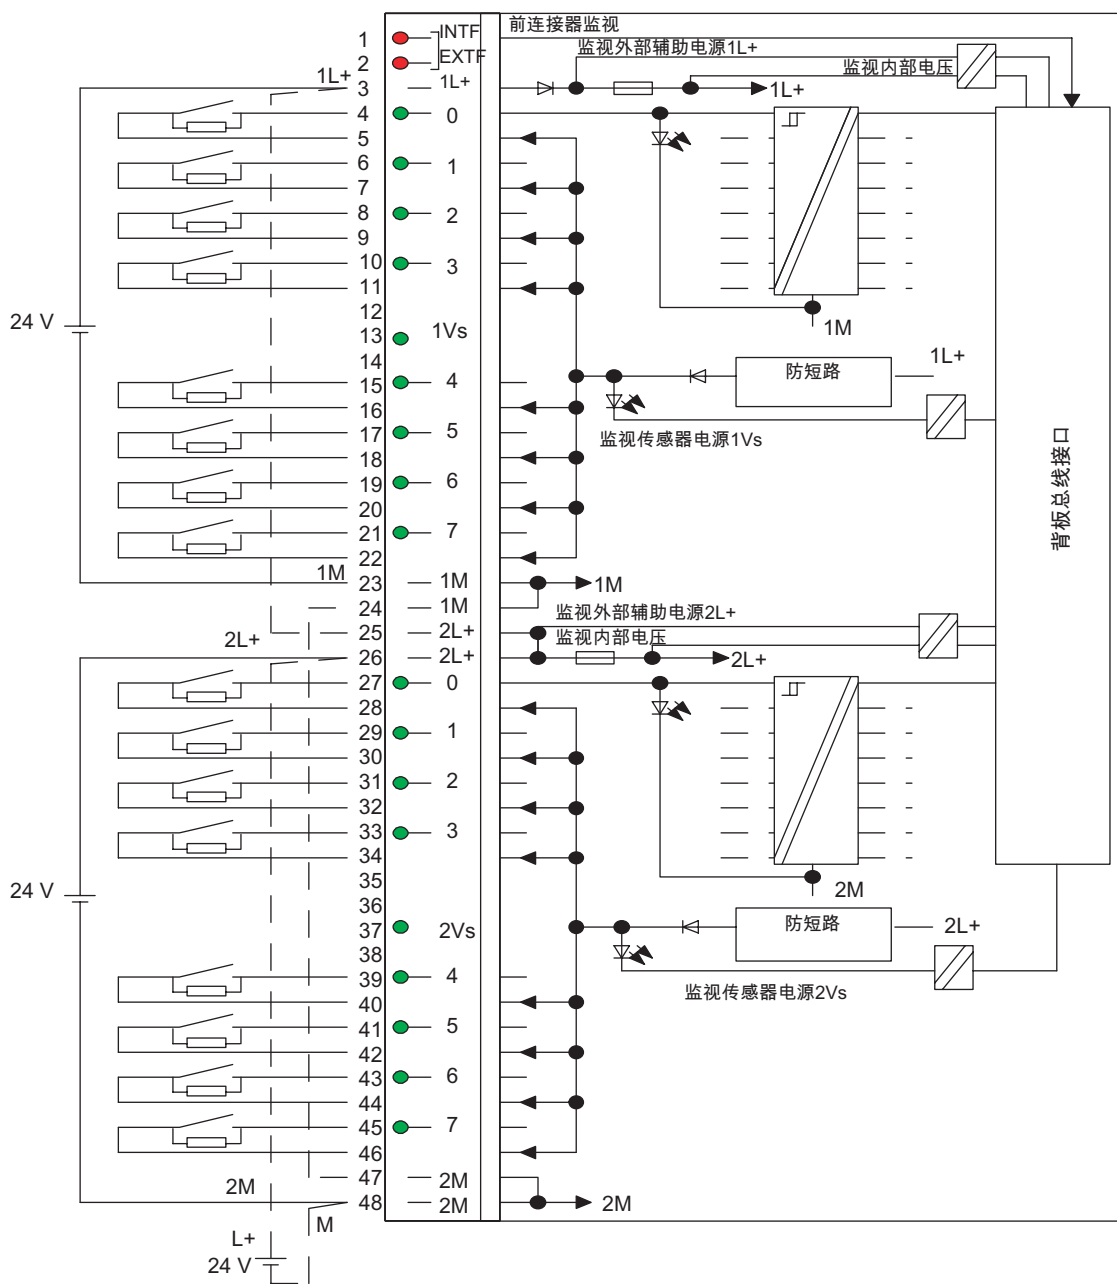 前连接器监视
1 INTF
监视外部辅助电源1L+
2 EXTF
监视内部电压
1L+ 3 1L+ 1L+
4 0
5
6 1
7
8 2
9
10 3
11
12
24 V 13 1Vs 1M
14 1L+
防短路
15 4
16
17 5 监视传感器电源1Vs
18
19 6
20
21 7
22
背板总线接口
1M 23 1M 1M
24 1M 监视外部辅助电源2L+
25 2L+ 监视内部电压
2L+ 26 2L+ 2L+
27 0
28
29 1
30
31 2
32
33 3
34
35
24 V 2M
36
37 2Vs 防短路 2L+
38
39 4 监视传感器电源2Vs
40
41 5
42
43 6
44
45 7
46
47 2M
2M 48 2M 2M
M
L+
24 V